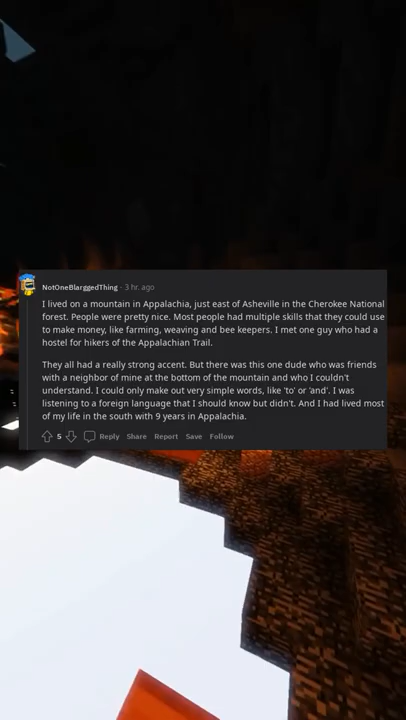 NotOneBlarggedThing · 3 hr. ago
I lived on a mountain in Appalachia, just east of Asheville in the Cherokee National
forest. People were pretty nice. Most people had multiple skills that they could use
to make money, like farming, weaving and bee keepers. I met one guy who had a
hostel for hikers of the Appalachian Trail.
They all had a really strong accent. But there was this one dude who was friends
with a neighbor of mine at the bottom of the mountain and who I couldn't
understand. I could only make out very simple words, like 'to' or 'and'. I was
listening to a foreign language that I should know but didn't. And I had lived most
of my life in the south with 9 years in Appalachia.
5 Reply Share Report Save Follow